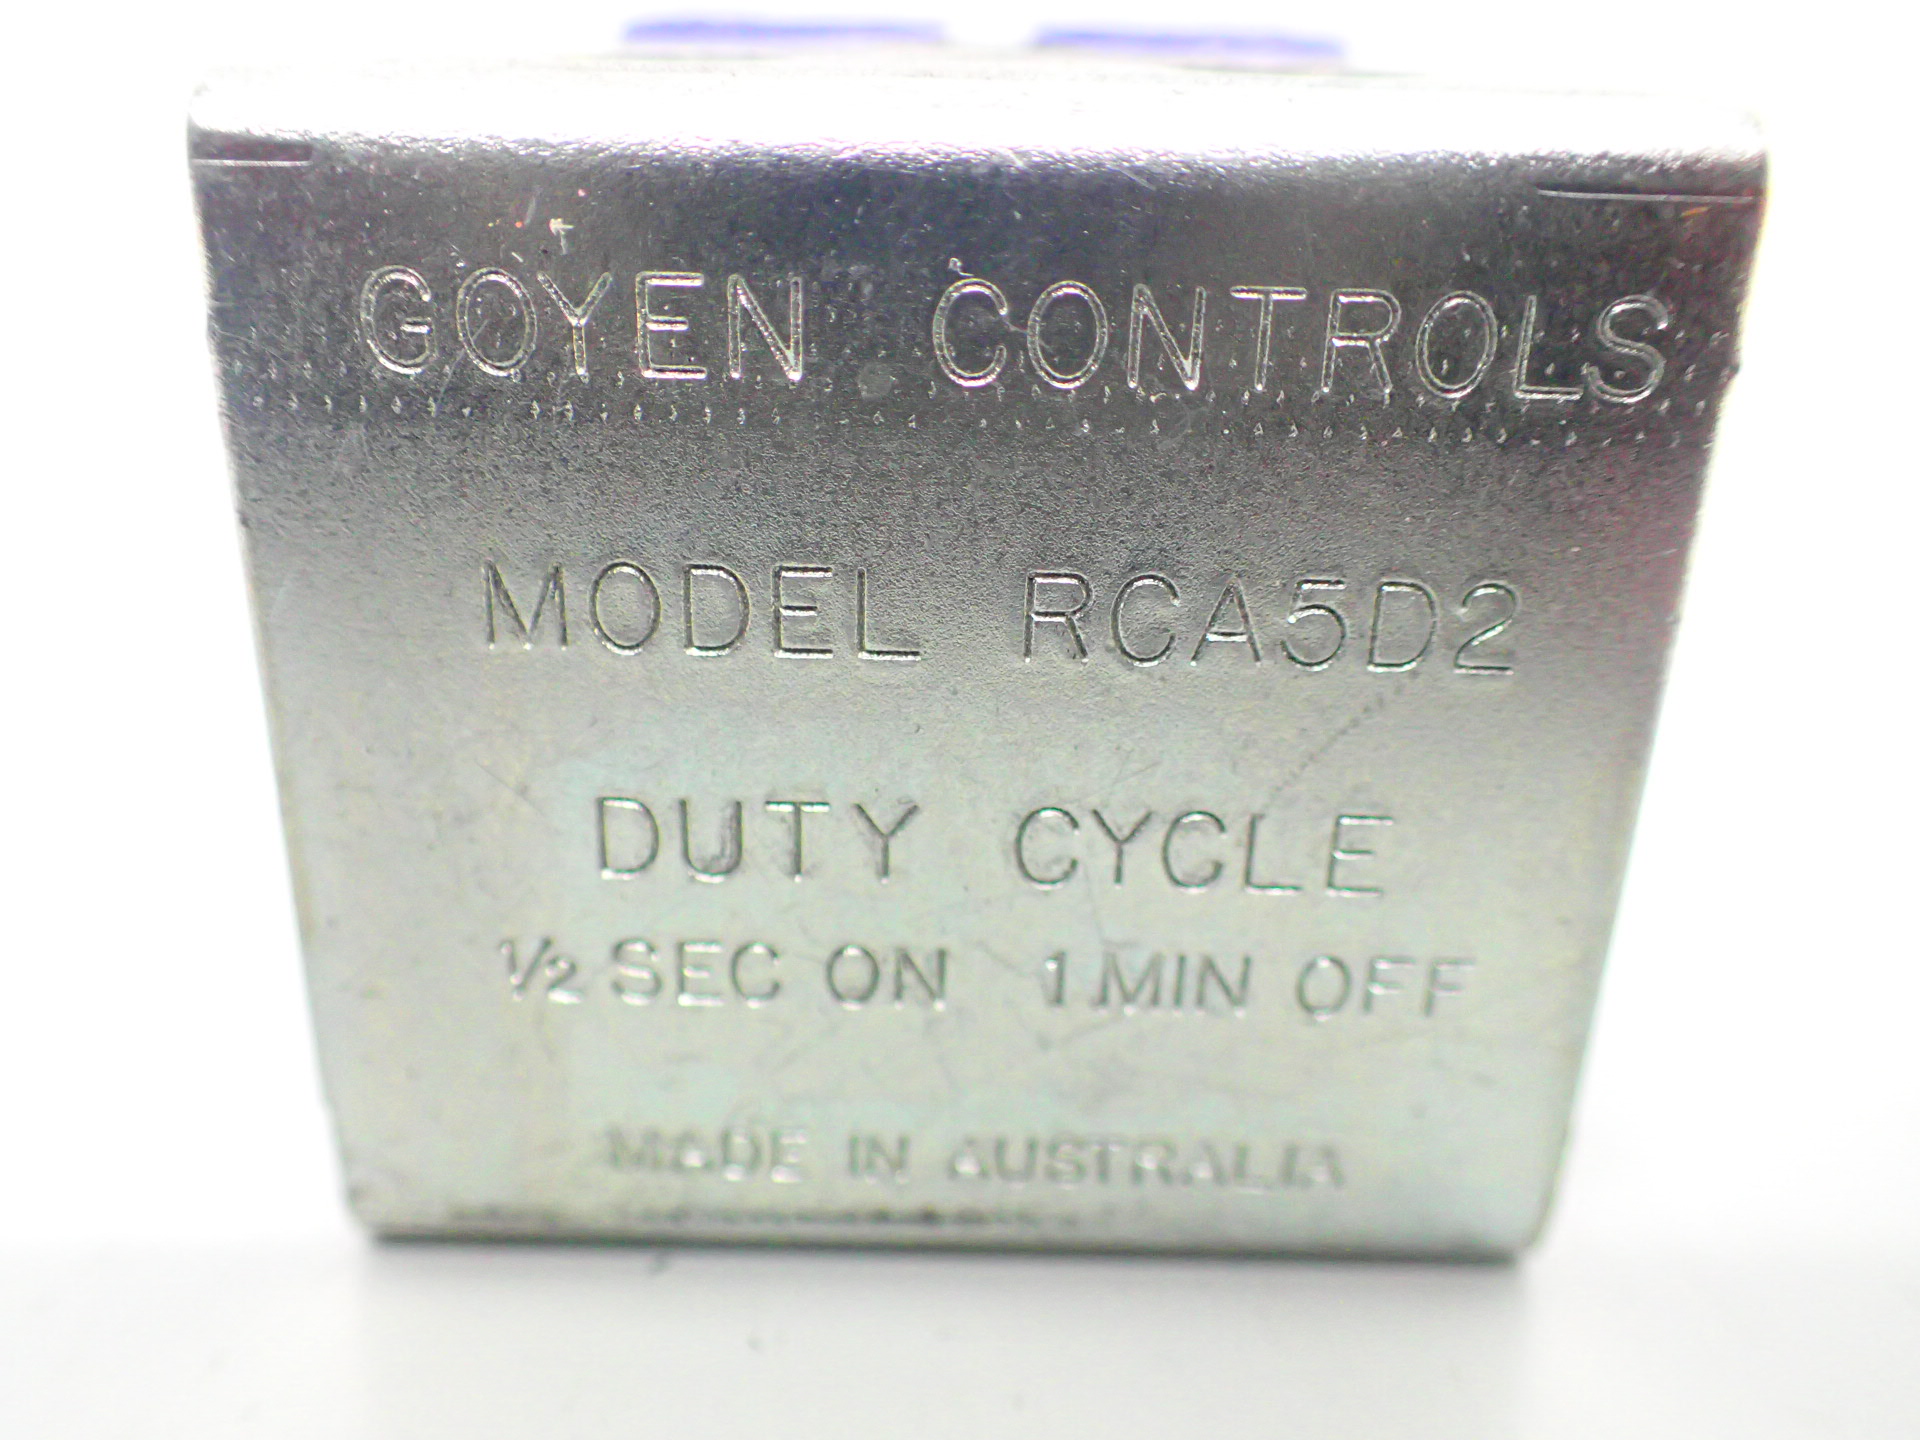 GOYEN CONTROLS
MODEL RCA5D2
DUTY CYCLE
½ SEC ON 1 MIN OFF
MADE IN AUSTRALIA